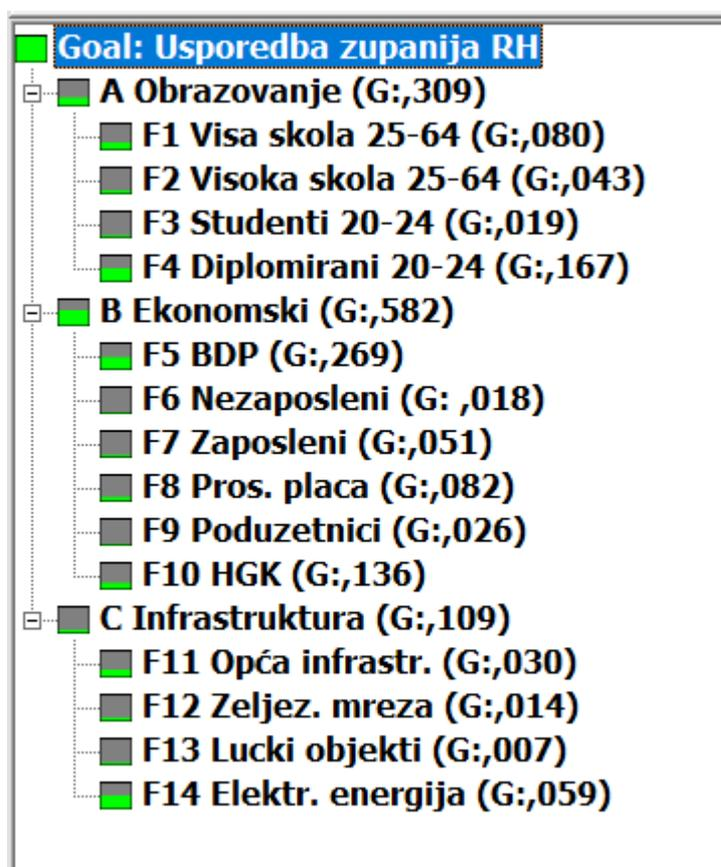 Goal: Usporedba zupanija RH
A Obrazovanje (G:,309)
F1 Visa skola 25-64 (G:,080)
F2 Visoka skola 25-64 (G:,043)
F3 Studenti 20-24 (G:,019)
F4 Diplomirani 20-24 (G:,167)
B Ekonomski (G:,582)
F5 BDP (G:,269)
F6 Nezaposleni (G: ,018)
F7 Zaposleni (G:,051)
F8 Pros. placa (G:,082)
F9 Poduzetnici (G:,026)
F10 HGK (G:,136)
C Infrastruktura (G:,109)
F11 Opća infrastr. (G:,030)
F12 Zeljez. mreza (G:,014)
F13 Lucki objekti (G:,007)
F14 Elektr. energija (G:,059)